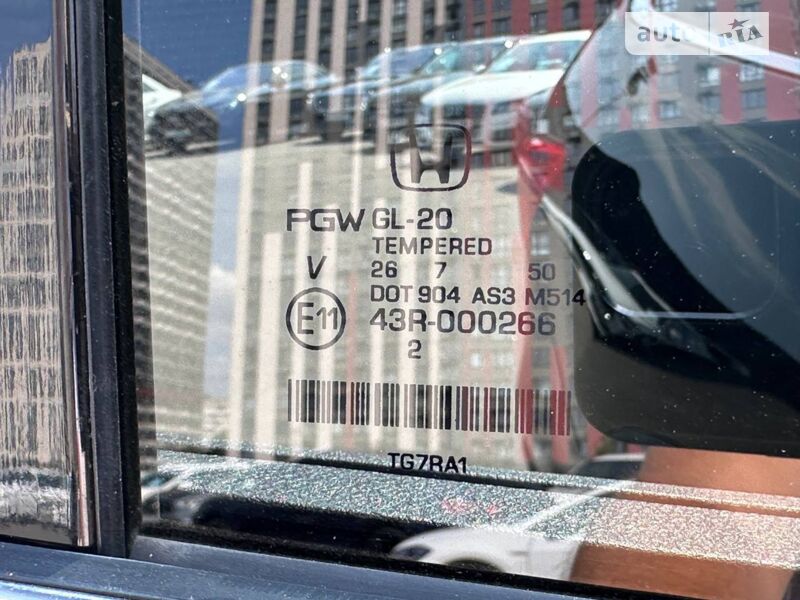 auto RIA
PGW GL-20
TEMPERED
V 26 7 50
DOT 904 AS3 M514
E11 43R-000266
2
TG7RA1